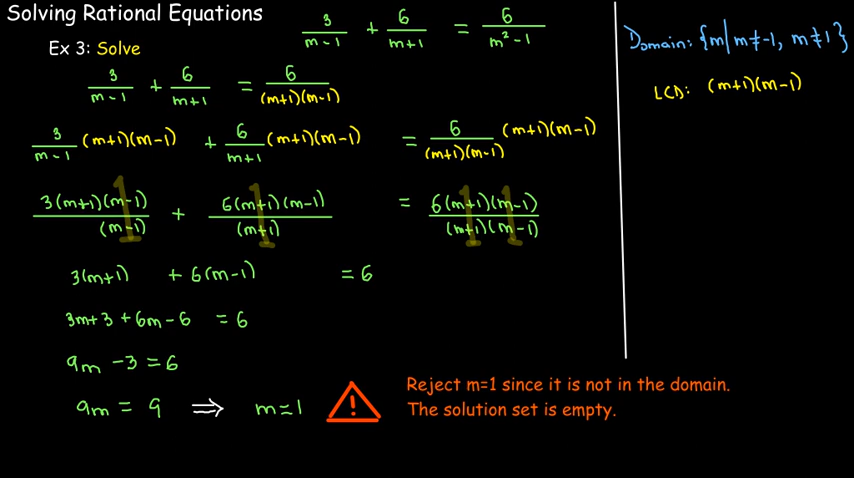 Solving Rational Equations
3/(m-1) + 6/(m+1) = 6/(m²-1)
Ex 3: Solve
Domain: {m | m≠-1, m≠1}
3/(m-1) + 6/(m+1) = 6/((m+1)(m-1))
LCD: (m+1)(m-1)
3/(m-1) (m+1)(m-1) + 6/(m+1) (m+1)(m-1) = 6/((m+1)(m-1)) (m+1)(m-1)
3(m+1)(m-1)/(m-1) + 6(m+1)(m-1)/(m+1) = 6(m+1)(m-1)/((m+1)(m-1))
1 1 1 1
3(m+1) + 6(m-1) = 6
3m+3 + 6m-6 = 6
9m -3 = 6
9m = 9 ⇒ m=1
!
Reject m=1 since it is not in the domain.
The solution set is empty.